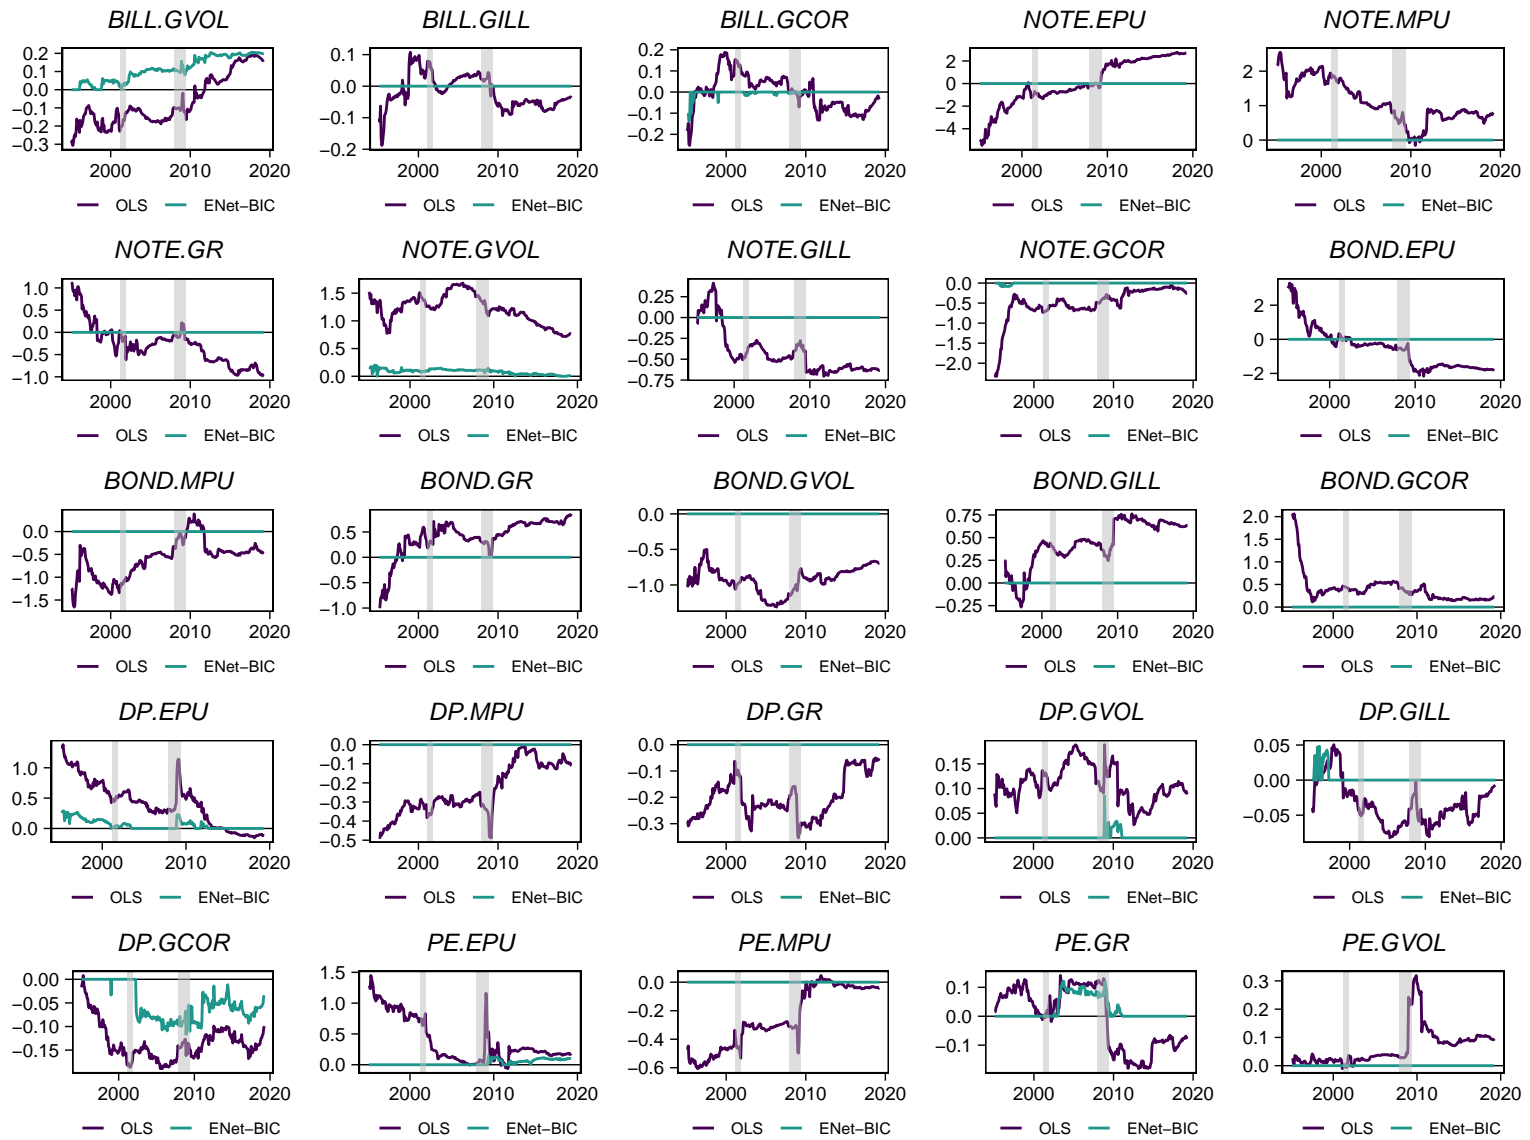 BILL.GVOL BILL.GILL BILL.GCOR NOTE.EPU NOTE.MPU
0.2 0.1 0.0 −0.1 −0.2 −0.3 0.1 0.0 −0.1 −0.2 0.2 0.1 0.0 −0.1 −0.2 2 0 −2 −4 2 1 0
2000 2010 2020 2000 2010 2020 2000 2010 2020 2000 2010 2020 2000 2010 2020
OLS ENet−BIC OLS ENet−BIC OLS ENet−BIC OLS ENet−BIC OLS ENet−BIC
NOTE.GR NOTE.GVOL NOTE.GILL NOTE.GCOR BOND.EPU
1.0 0.5 0.0 −0.5 −1.0 1.5 1.0 0.5 0.0 0.25 0.00 −0.25 −0.50 −0.75 0.0 −0.5 −1.0 −1.5 −2.0 2 0 −2
2000 2010 2020 2000 2010 2020 2000 2010 2020 2000 2010 2020 2000 2010 2020
OLS ENet−BIC OLS ENet−BIC OLS ENet−BIC OLS ENet−BIC OLS ENet−BIC
BOND.MPU BOND.GR BOND.GVOL BOND.GILL BOND.GCOR
0.0 −0.5 −1.0 −1.5 0.5 0.0 −0.5 −1.0 0.0 −0.5 −1.0 0.75 0.50 0.25 0.00 −0.25 2.0 1.5 1.0 0.5 0.0
2000 2010 2020 2000 2010 2020 2000 2010 2020 2000 2010 2020 2000 2010 2020
OLS ENet−BIC OLS ENet−BIC OLS ENet−BIC OLS ENet−BIC OLS ENet−BIC
DP.EPU DP.MPU DP.GR DP.GVOL DP.GILL
1.0 0.5 0.0 0.0 −0.1 −0.2 −0.3 −0.4 −0.5 0.0 −0.1 −0.2 −0.3 0.15 0.10 0.05 0.00 0.05 0.00 −0.05
2000 2010 2020 2000 2010 2020 2000 2010 2020 2000 2010 2020 2000 2010 2020
OLS ENet−BIC OLS ENet−BIC OLS ENet−BIC OLS ENet−BIC OLS ENet−BIC
DP.GCOR PE.EPU PE.MPU PE.GR PE.GVOL
0.00 −0.05 −0.10 −0.15 1.5 1.0 0.5 0.0 0.0 −0.2 −0.4 −0.6 0.1 0.0 −0.1 0.3 0.2 0.1 0.0
2000 2010 2020 2000 2010 2020 2000 2010 2020 2000 2010 2020 2000 2010 2020
OLS ENet−BIC OLS ENet−BIC OLS ENet−BIC OLS ENet−BIC OLS ENet−BIC